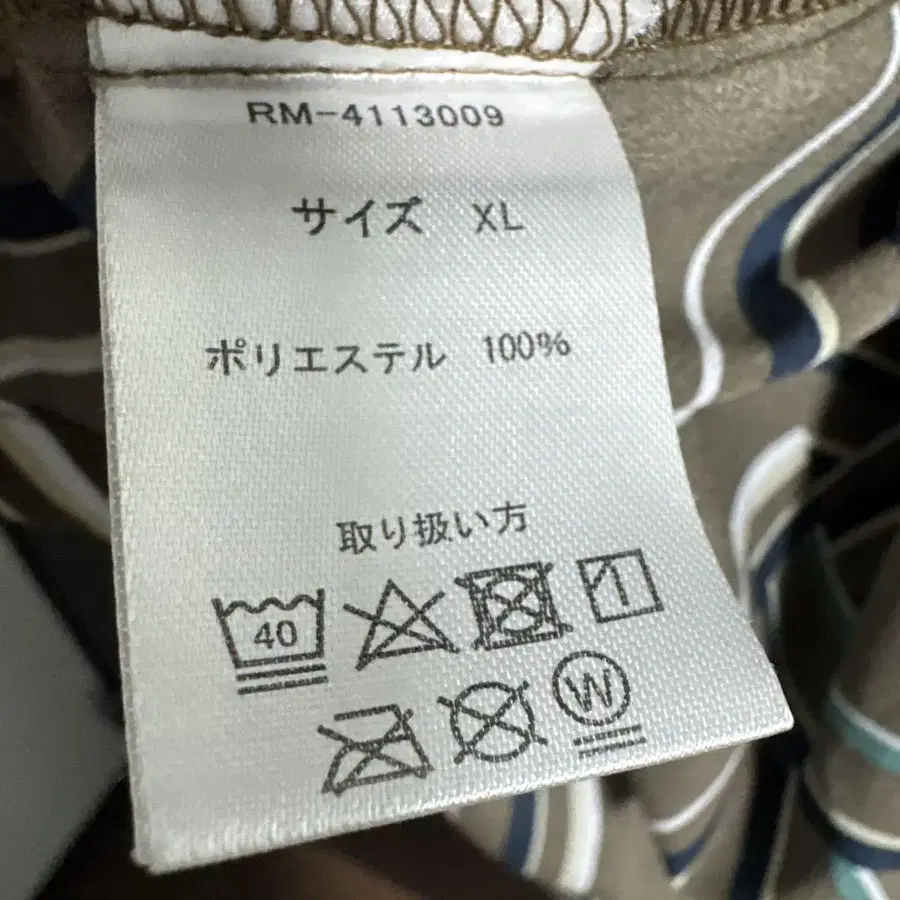 RM-4113009
サイズ XL
ポリエステル 100%
取り扱い方
40
W